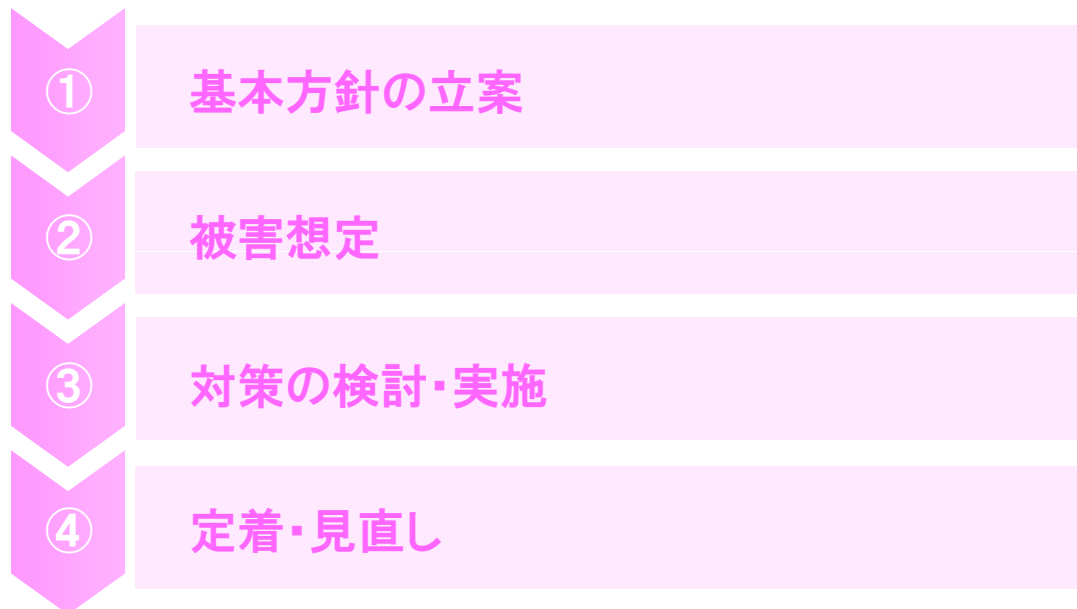 ① 基本方針の立案
② 被害想定
③ 対策の検討・実施
④ 定着・見直し